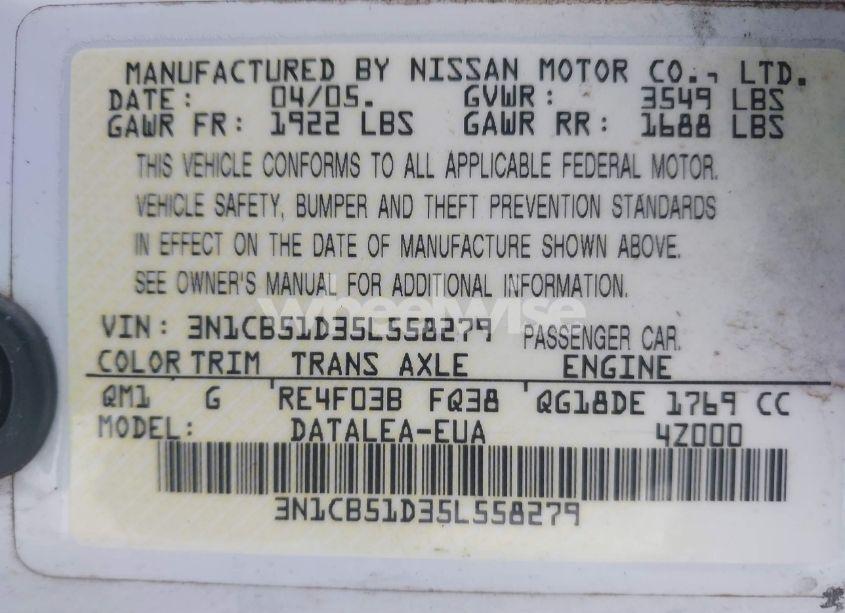 MANUFACTURED BY NISSAN MOTOR CO., LTD.
DATE: 04/05. GVWR: 3549 LBS
GAWR FR: 1922 LBS GAWR RR: 1688 LBS
THIS VEHICLE CONFORMS TO ALL APPLICABLE FEDERAL MOTOR.
VEHICLE SAFETY, BUMPER AND THEFT PREVENTION STANDARDS
IN EFFECT ON THE DATE OF MANUFACTURE SHOWN ABOVE.
SEE OWNER'S MANUAL FOR ADDITIONAL INFORMATION.
wheelwise
VIN: 3N1CB51D35L558279 PASSENGER CAR.
COLOR TRIM TRANS AXLE ENGINE
QM1 G RE4F03B FQ38 QG18DE 1769 CC
MODEL: DATALEA-EUA 4Z000
3N1CB51D35L558279